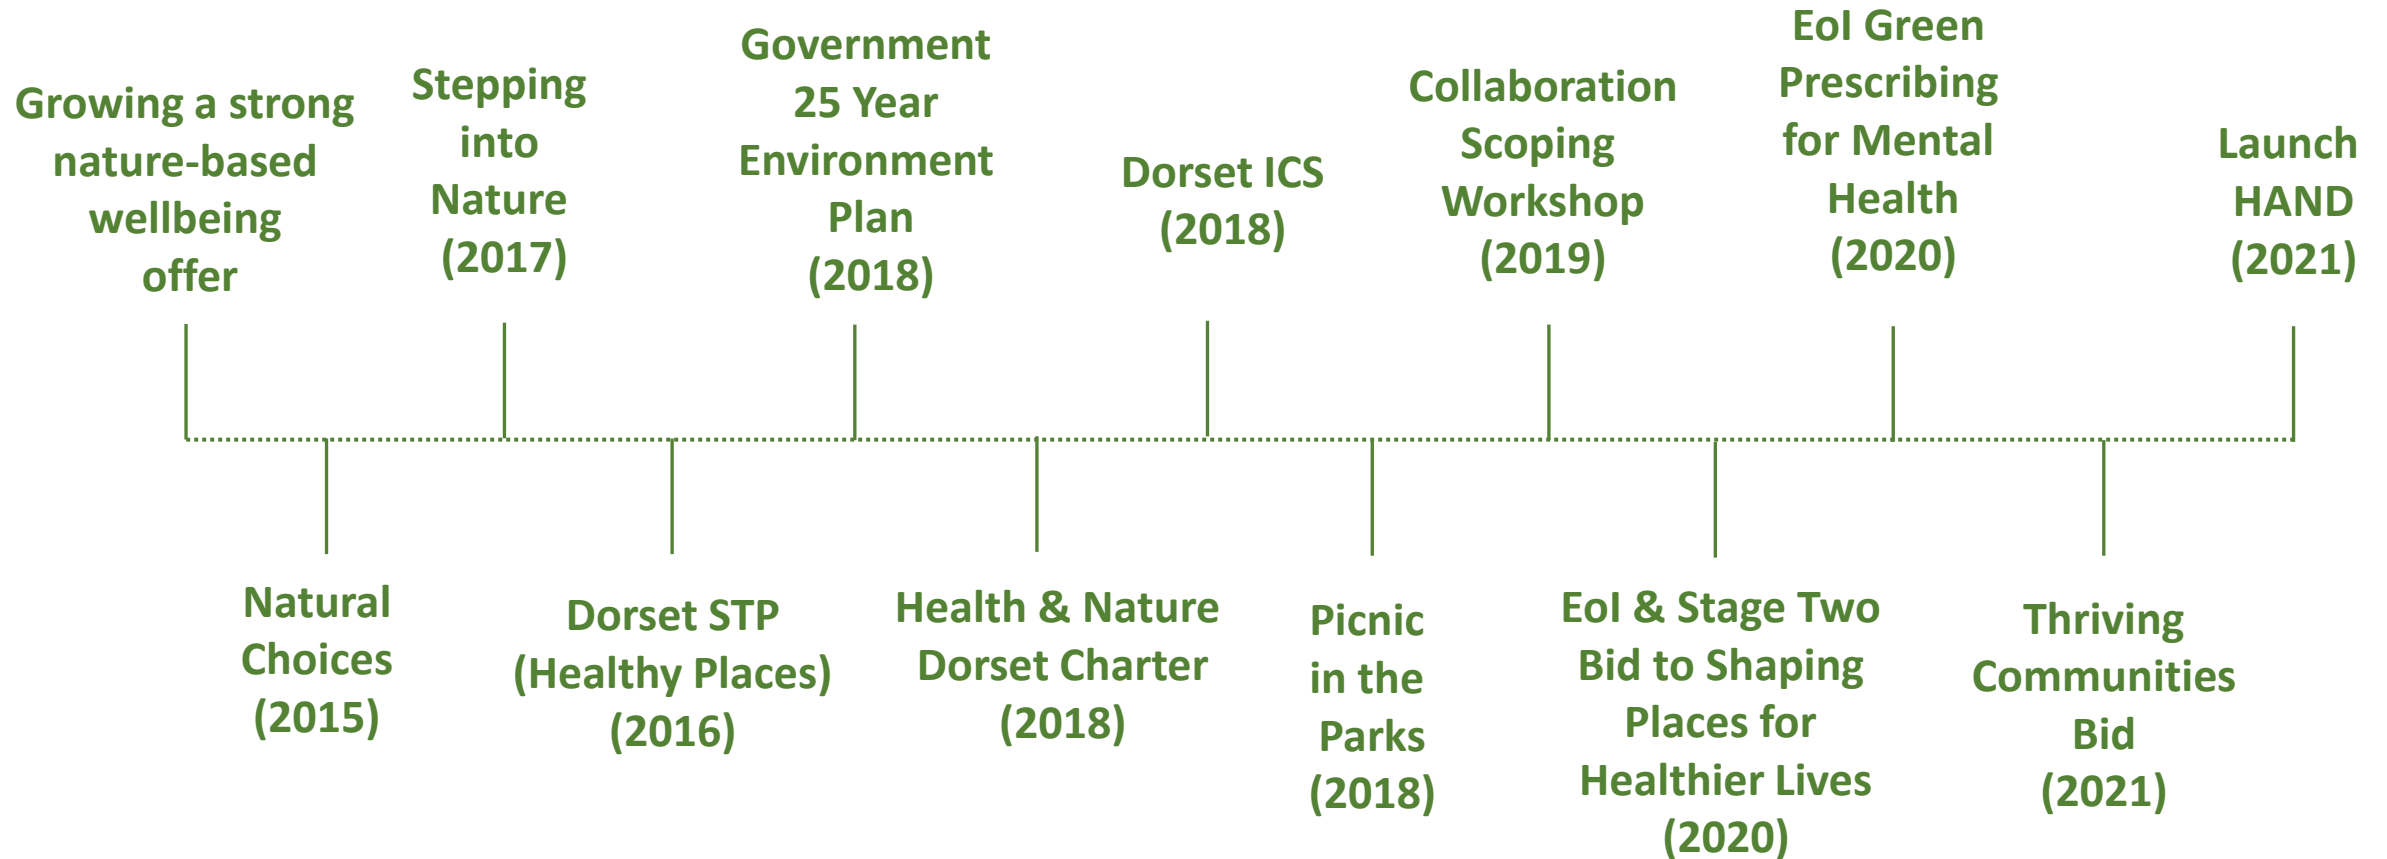 Growing a strong
nature-based
wellbeing
offer
Stepping
into
Nature
(2017)
Government
25 Year
Environment
Plan
(2018)
Dorset ICS
(2018)
Collaboration
Scoping
Workshop
(2019)
EoI Green
Prescribing
for Mental
Health
(2020)
Launch
HAND
(2021)
Natural
Choices
(2015)
Dorset STP
(Healthy Places)
(2016)
Health & Nature
Dorset Charter
(2018)
Picnic
in the
Parks
(2018)
EoI & Stage Two
Bid to Shaping
Places for
Healthier Lives
(2020)
Thriving
Communities
Bid
(2021)